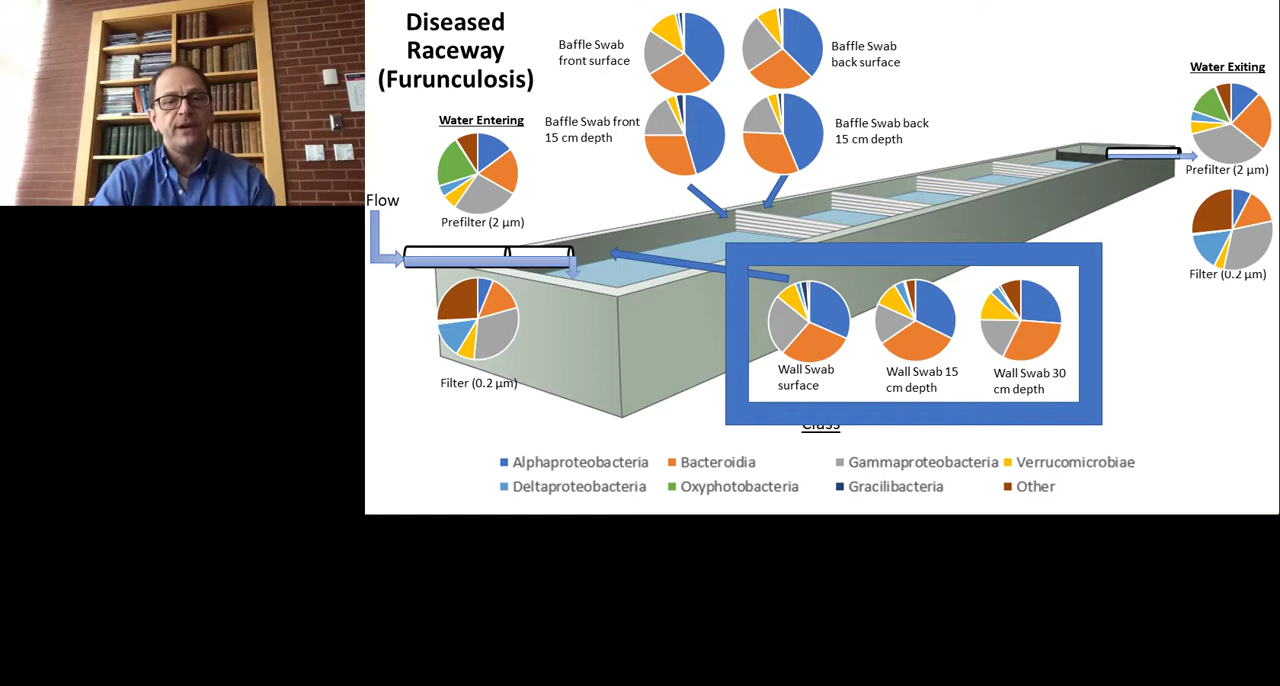 Diseased
Raceway
(Furunculosis)
Baffle Swab
front surface
Baffle Swab
back surface
Baffle Swab front
15 cm depth
Baffle Swab back
15 cm depth
Water Entering
Prefilter (2 µm)
Flow
Filter (0.2 µm)
Water Exiting
Prefilter (2 µm)
Filter (0.2 µm)
Wall Swab
surface
Wall Swab 15
cm depth
Wall Swab 30
cm depth
Class
Alphaproteobacteria
Bacteroidia
Gammaproteobacteria
Verrucomicrobiae
Deltaproteobacteria
Oxyphotobacteria
Gracilibacteria
Other